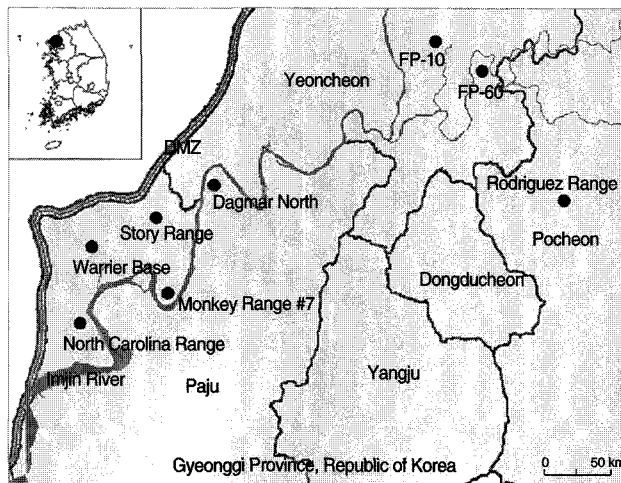 FP-10
Yeoncheon
FP-60
DMZ
Rodriguez Range
Dagmar North
Story Range
Pocheon
Warrier Base
Dongducheon
Monkey Range #7
North Carolina Range
Imjin River
Paju
Yangju
Gyeonggi Province, Republic of Korea
0 50 km